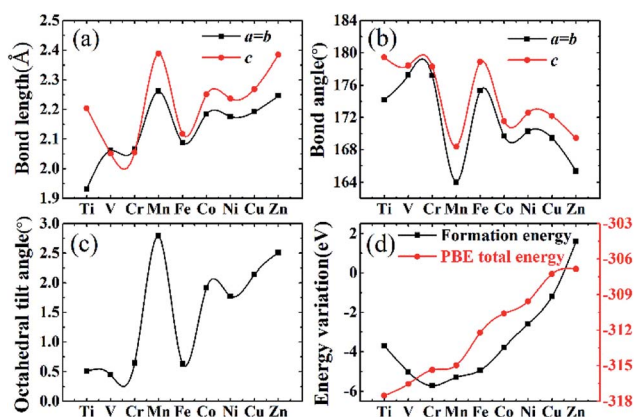 (a)
a=b
c
Bond length(Å)
2.5
2.4
2.3
2.2
2.1
2.0
1.9
Ti V Cr Mn Fe Co Ni Cu Zn
(b)
a=b
c
Bond angle(°)
184
180
176
172
168
164
Ti V Cr Mn Fe Co Ni Cu Zn
(c)
Octahedral tilt angle(°)
3.0
2.5
2.0
1.5
1.0
0.5
0.0
Ti V Cr Mn Fe Co Ni Cu Zn
(d)
Formation energy
PBE total energy
Energy variation(eV)
2
0
-2
-4
-6
-303
-306
-309
-312
-315
-318
Ti V Cr Mn Fe Co Ni Cu Zn